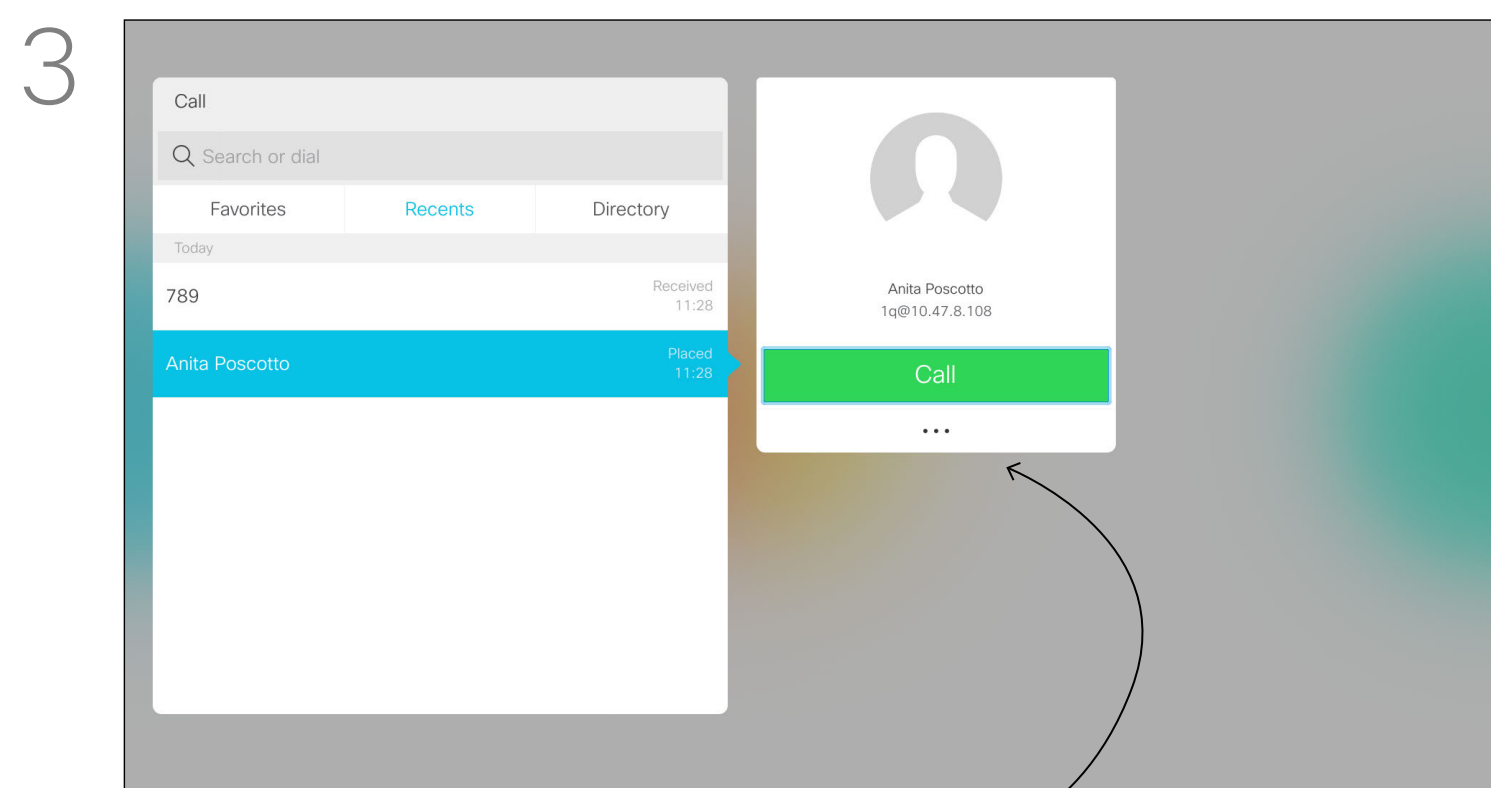 3
Call
Search or dial
Favorites Recents Directory
Today
789
Received
11:28
Anita Poscotto
Placed
11:28
Anita Poscotto
1q@10.47.8.108
Call
...